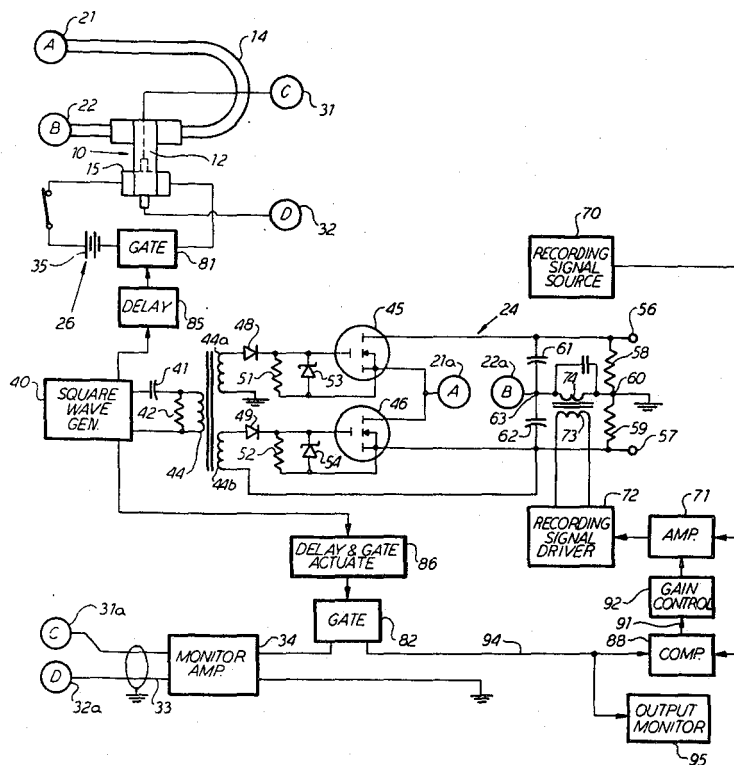 21
A
14
22
B
C
31
10
12
15
D
32
35
GATE
81
26
DELAY
85
70
RECORDING
SIGNAL
SOURCE
40
SQUARE
WAVE
GEN.
41
42
44
44a
48
51
53
45
24
56
21a
A
22a
B
61
58
74
60
63
62
73
59
57
44b
49
52
54
46
DELAY & GATE
ACTUATE
86
72
RECORDING
SIGNAL
DRIVER
71
AMP.
92
GAIN
CONTROL
91
88
COMP.
GATE
82
94
31a
C
D
32a
33
34
MONITOR
AMP.
OUTPUT
MONITOR
95